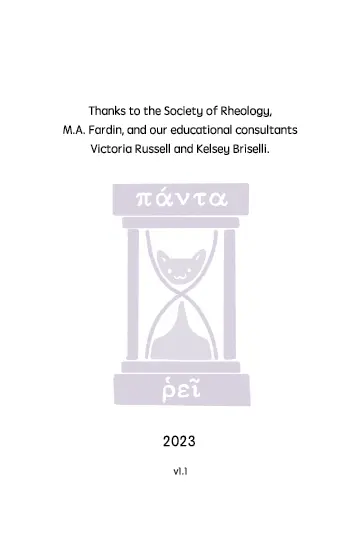 Thanks to the Society of Rheology,
M.A. Fardin, and our educational consultants
Victoria Russell and Kelsey Briselli.
πάντα
ῥεῖ
2023
v1.1